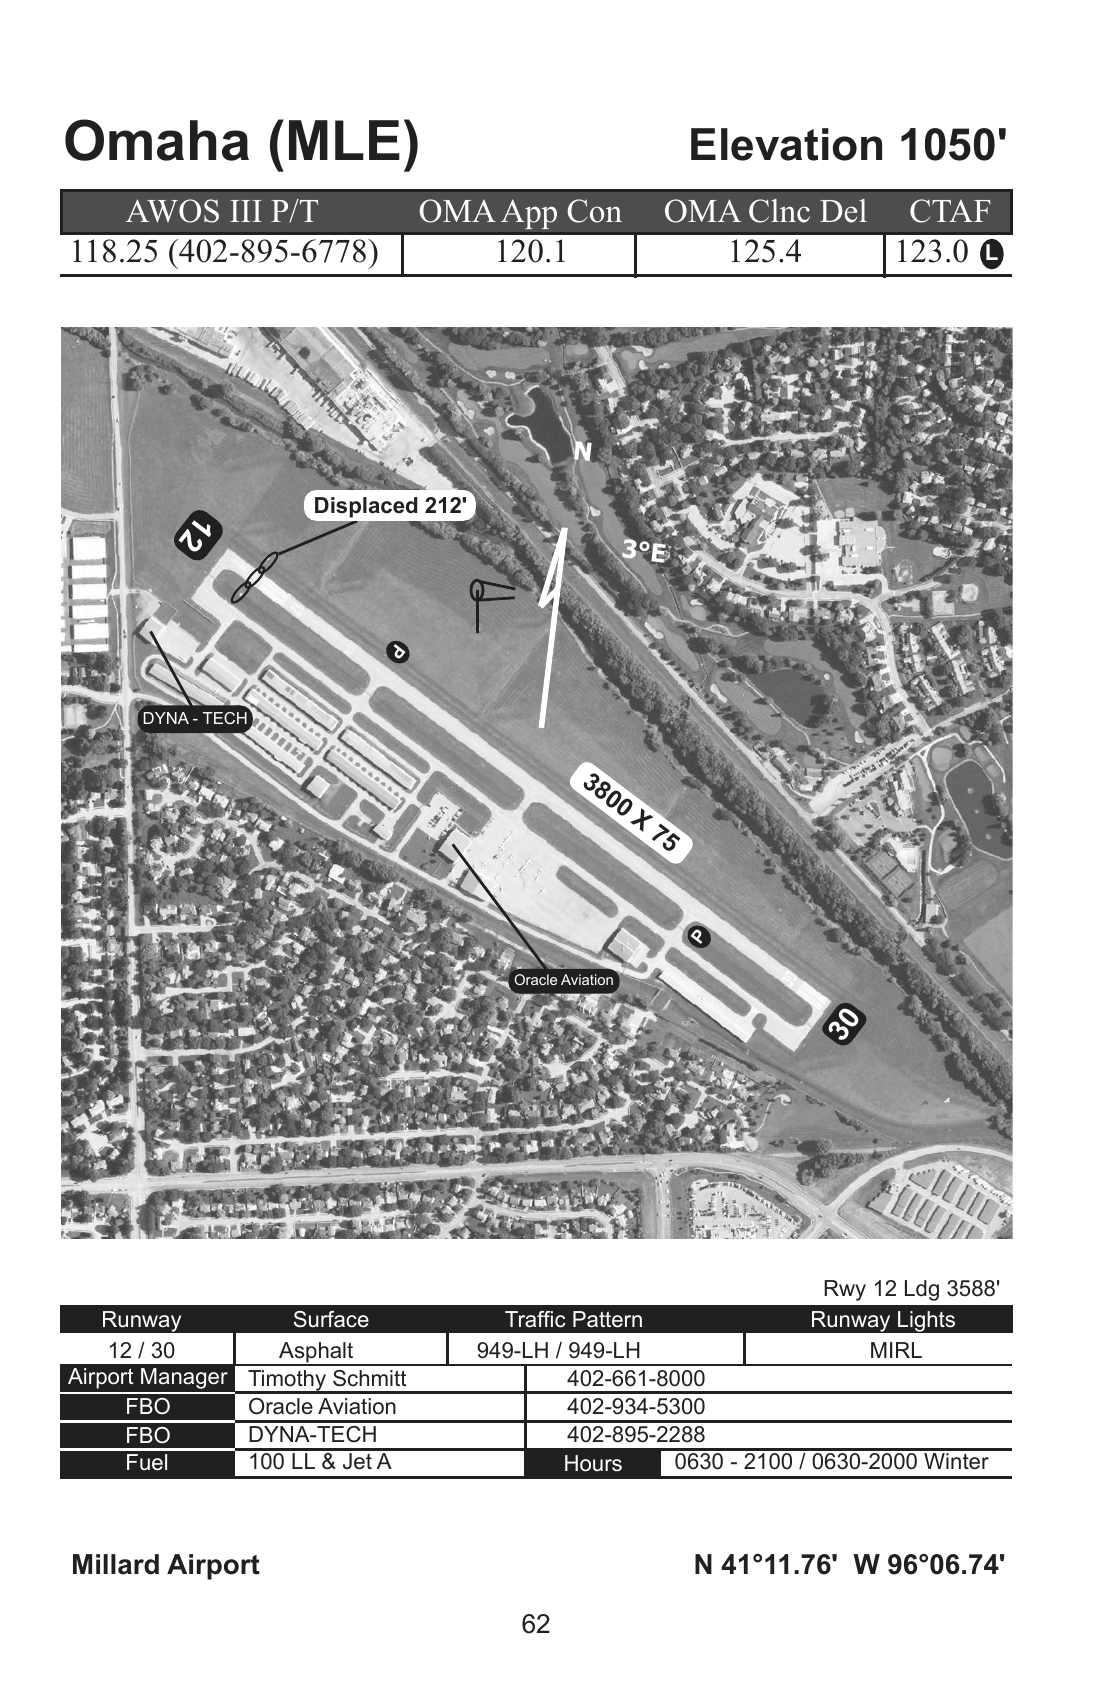 Omaha (MLE) Elevation 1050'
AWOS III P/T OMA App Con OMA Clnc Del CTAF
118.25 (402-895-6778) 120.1 125.4 123.0 L
N
Displaced 212'
12
3°E
P
DYNA - TECH
3800 X 75
P
Oracle Aviation
30
Rwy 12 Ldg 3588'
Runway Surface Traffic Pattern Runway Lights
12 / 30 Asphalt 949-LH / 949-LH MIRL
Airport Manager Timothy Schmitt 402-661-8000
FBO Oracle Aviation 402-934-5300
FBO DYNA-TECH 402-895-2288
Fuel 100 LL & Jet A Hours 0630 - 2100 / 0630-2000 Winter
Millard Airport N 41°11.76' W 96°06.74'
62